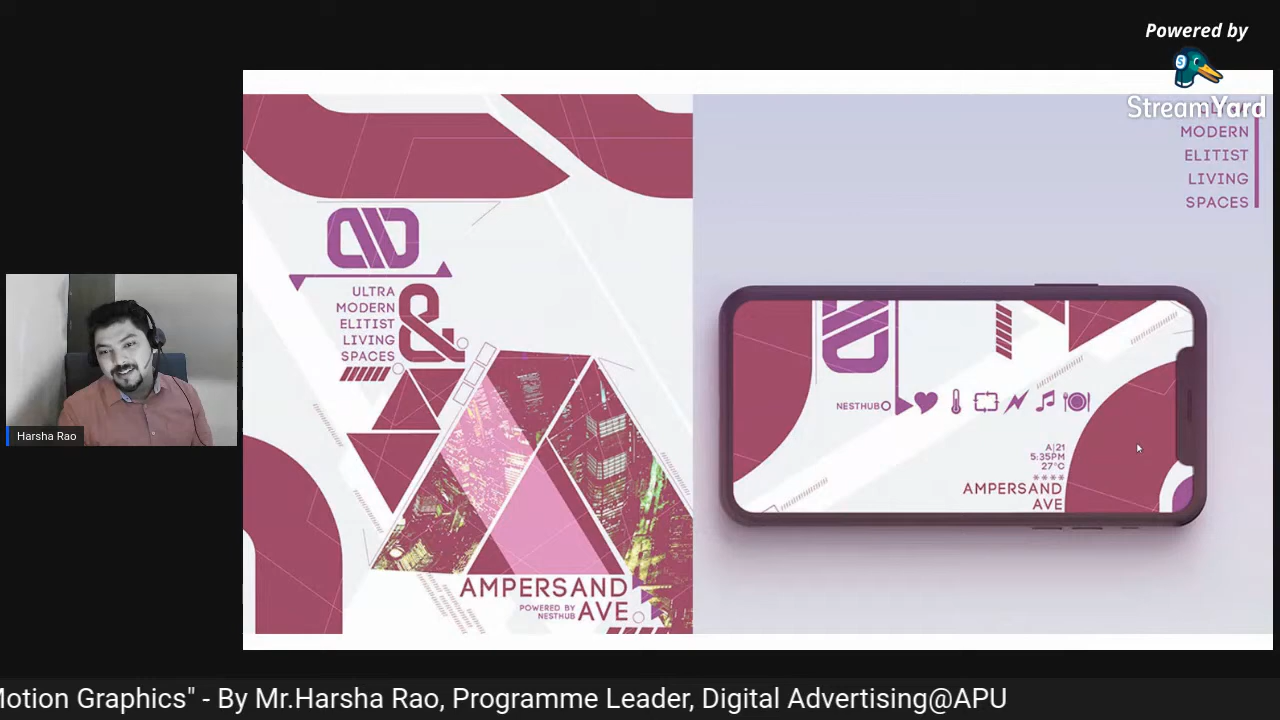 Powered by
StreamYard
MODERN
ELITIST
LIVING
SPACES
ULTRA
MODERN
ELITIST
LIVING
SPACES
&
AMPERSAND
POWERED BY
NESTHUB
AVE.
NESTHUB
A|21
5:35PM
27°C
****
AMPERSAND
AVE
Harsha Rao
Motion Graphics" - By Mr.Harsha Rao, Programme Leader, Digital Advertising@APU